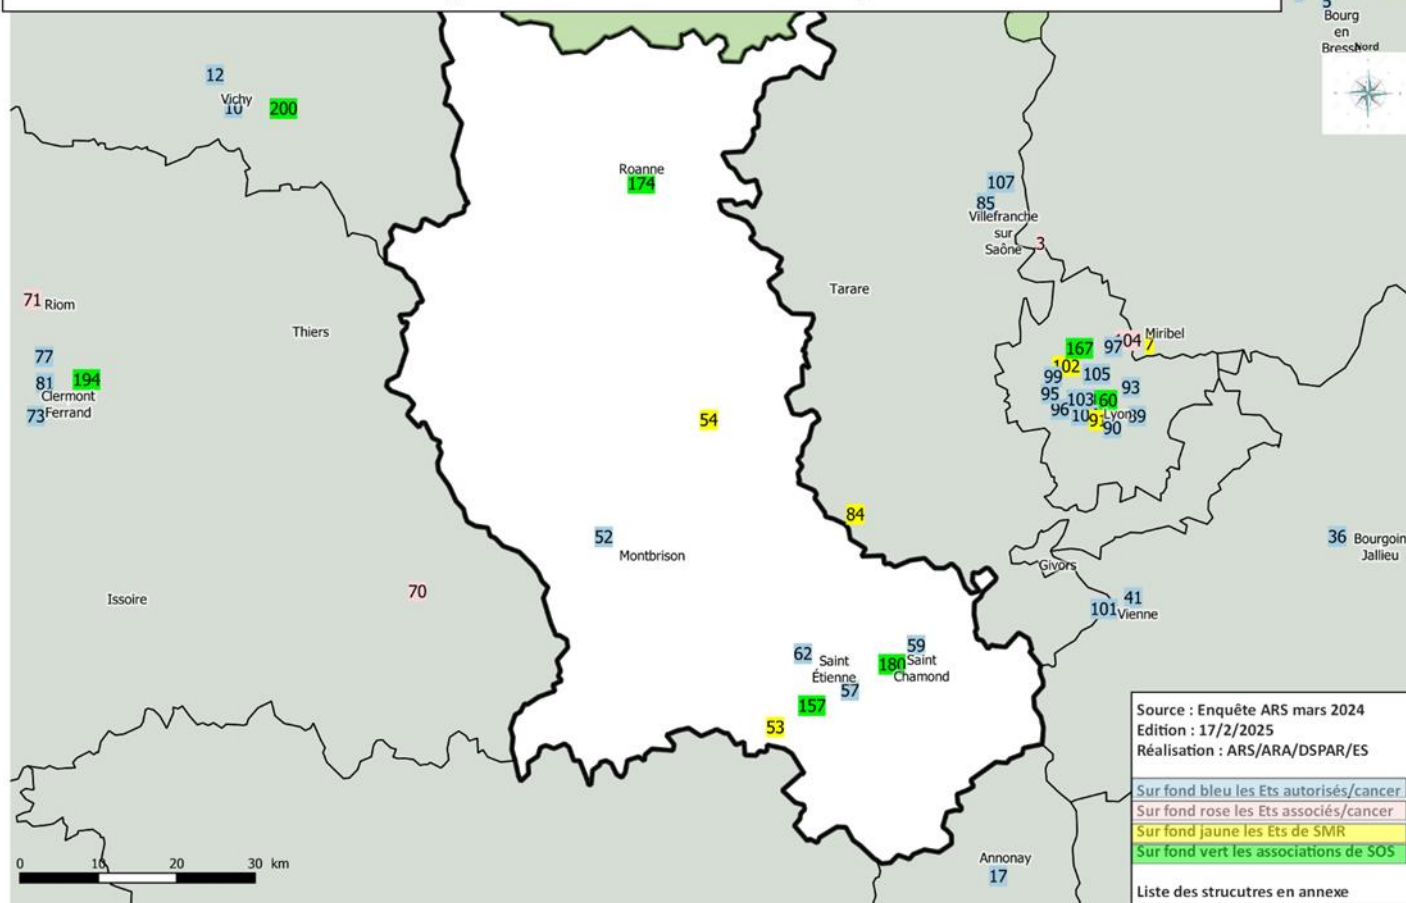 5
Bourg
en
Bresse
Nord
12
Vichy
10
200
Roanne
174
107
85
Villefranche
sur
Saône
3
71 Riom
Thiers
Tarare
77
81
194
Clermont
73 Ferrand
167
97
104
Miribel
7
102
99
105
93
95
103
60
96
10
91
Lyon
89
90
54
84
52
Montbrison
36
Bourgoin
Jallieu
Givors
Issoire
70
41
101
Vienne
62
Saint
Étienne
57
59
180
Saint
Chamond
157
53
Annonay
17
0 10 20 30 km
Source : Enquête ARS mars 2024
Edition : 17/2/2025
Réalisation : ARS/ARA/DSPAR/ES
Sur fond bleu les Ets autorisés/cancer
Sur fond rose les Ets associés/cancer
Sur fond jaune les Ets de SMR
Sur fond vert les associations de SOS
Liste des strucutres en annexe